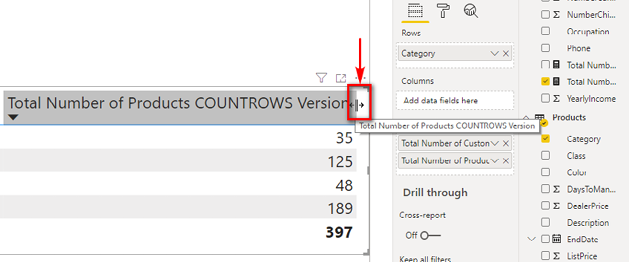 NumberChi...
Rows
Occupation
Category
Phone
Total Numb...
Columns
Total Numb...
Total Number of Products COUNTROWS Version
Add data fields here
YearlyIncome
Total Number of Products COUNTROWS Version
Products
35
Total Number of Custon
Category
125
Total Number of Produc
Class
48
Color
189
Drill through
DaysToMan...
397
Cross-report
DealerPrice
Off
Description
EndDate
Keep all filters
ListPrice